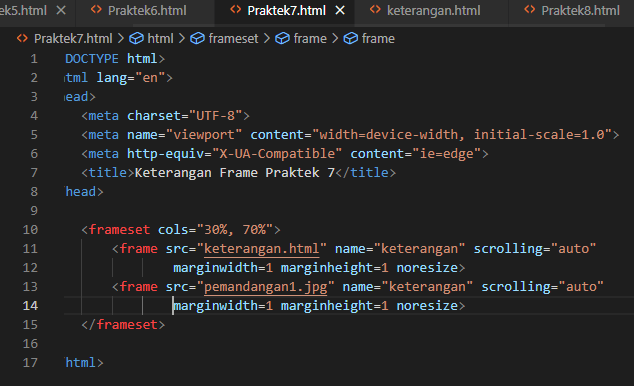 k5.html Praktek6.html Praktek7.html keterangan.html Praktek8.html
Praktek7.html > html > frameset > frame > frame
1 DOCTYPE html>
2 html lang="en">
3 head>
4 <meta charset="UTF-8">
5 <meta name="viewport" content="width=device-width, initial-scale=1.0">
6 <meta http-equiv="X-UA-Compatible" content="ie=edge">
7 <title>Keterangan Frame Praktek 7</title>
8 head>
9
10 <frameset cols="30%, 70%">
11 <frame src="keterangan.html" name="keterangan" scrolling="auto"
12 marginwidth=1 marginheight=1 noresize>
13 <frame src="pemandangan1.jpg" name="keterangan" scrolling="auto"
14 marginwidth=1 marginheight=1 noresize>
15 </frameset>
16
17 html>